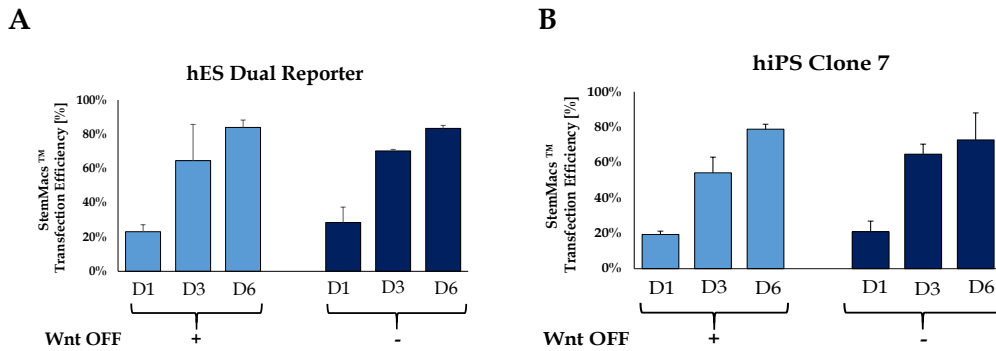 A
hES Dual Reporter
StemMacs ™
Transfection Efficiency [%]
100%
80%
60%
40%
20%
0%
D1 D3 D6 D1 D3 D6
Wnt OFF + -
B
hiPS Clone 7
StemMacs ™
Transfection Efficiency [%]
100%
80%
60%
40%
20%
0%
D1 D3 D6 D1 D3 D6
Wnt OFF + -